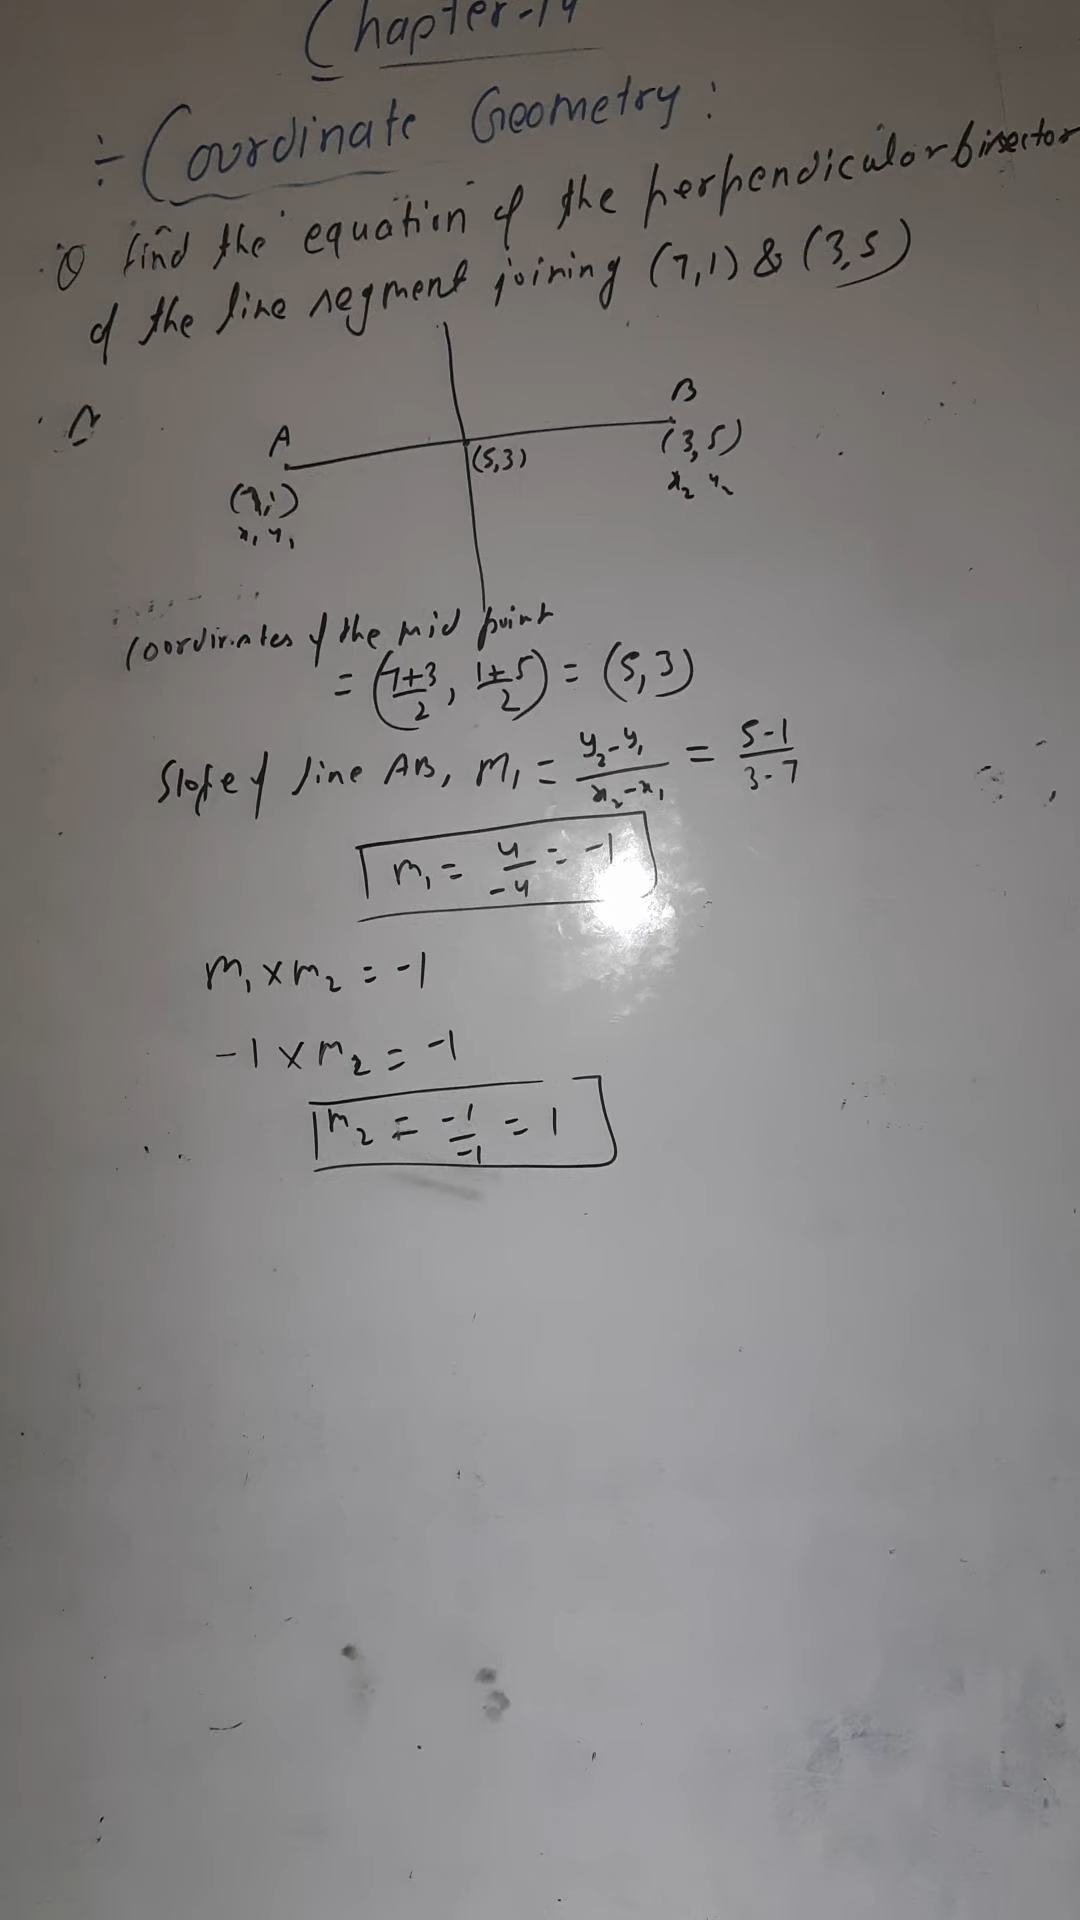 Chapter-14
÷ Coordinate Geometry:
Q find the equation of the perpendicular bisector
of the line segment joining (7,1) & (3,5)
A
B
(7,1)
x₁ y₁
(5,3)
(3,5)
x₂ y₂
Coordinates of the mid point
= (7+3/2, 1+5/2) = (5,3)
Slope of line AB, m₁ = y₂-y₁/x₂-x₁ = 5-1/3-7
m₁ = 4/-4 = -1
m₁ × m₂ = -1
-1 × m₂ = -1
m₂ = -1/-1 = 1